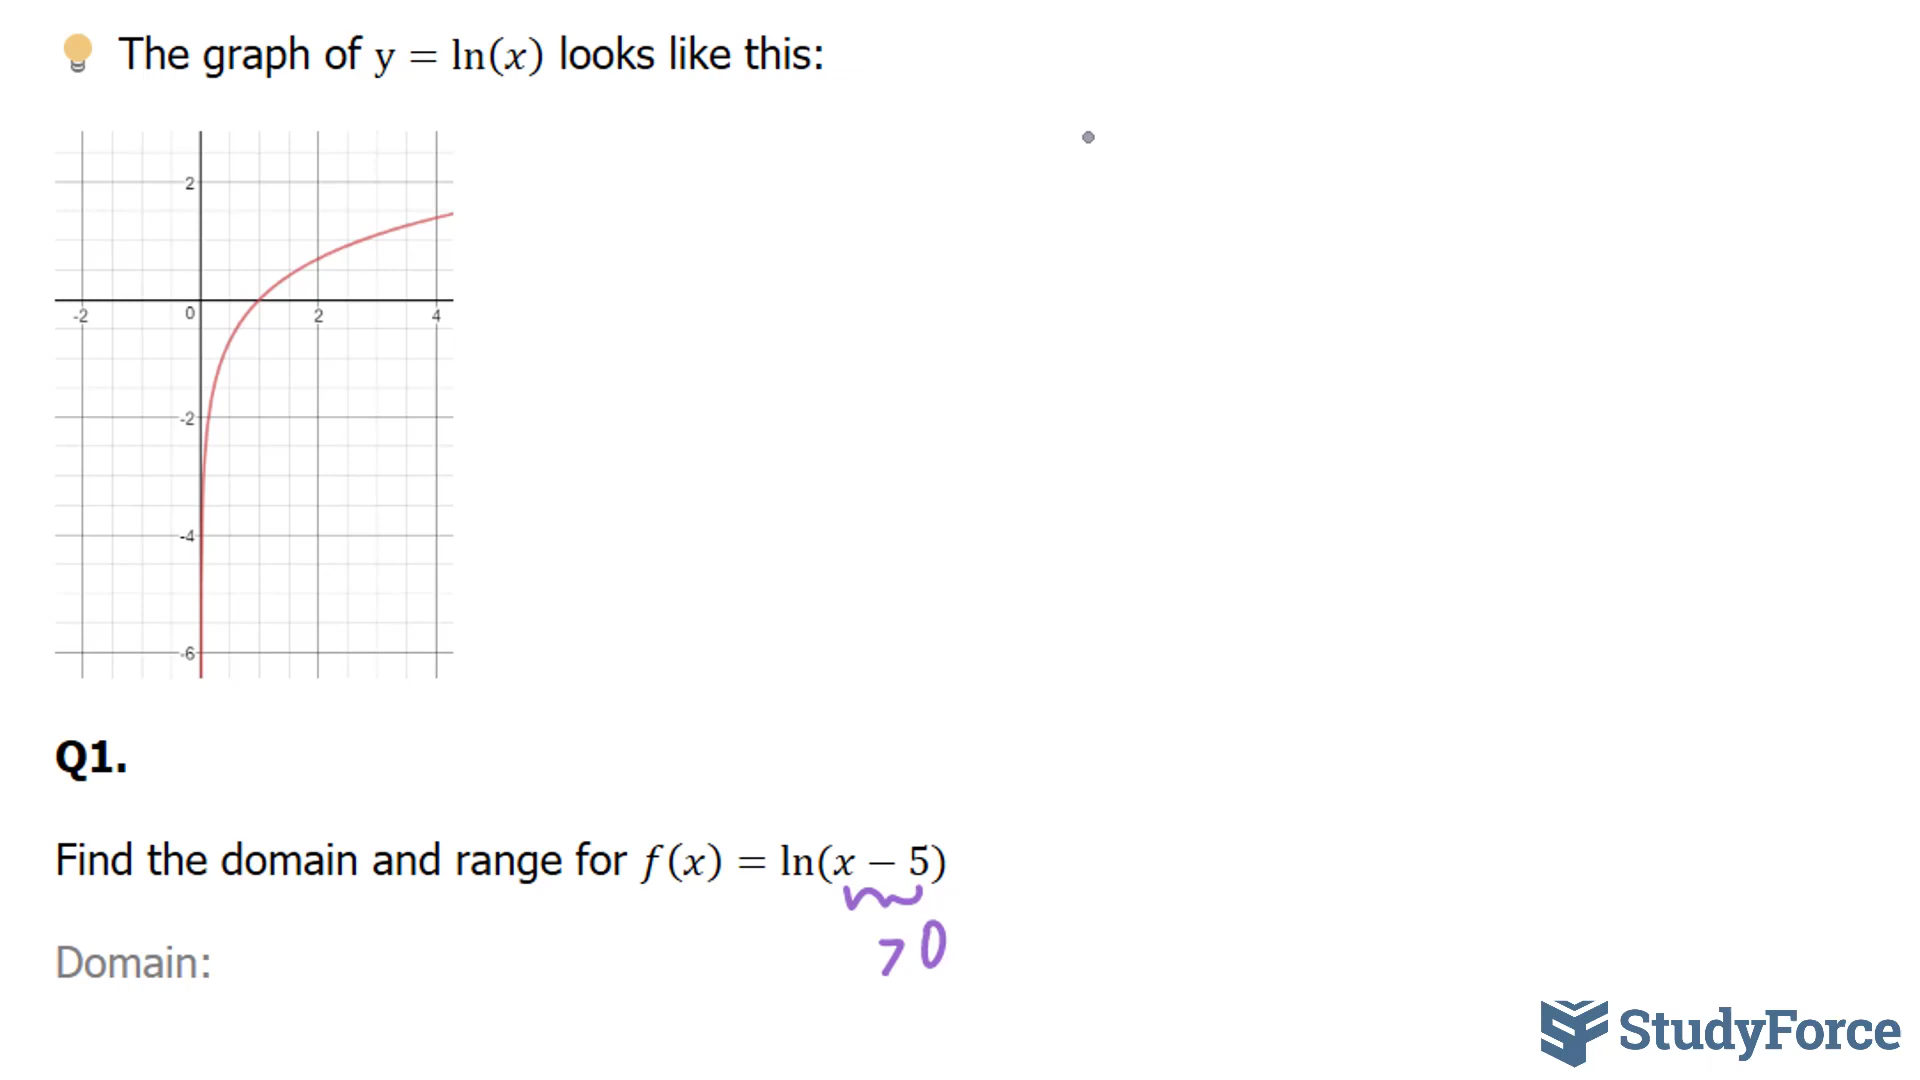 The graph of y = ln(x) looks like this:
2
-2 0 2 4
-2
-4
-6
Q1.
Find the domain and range for f(x) = ln(x − 5)
> 0
Domain:
StudyForce